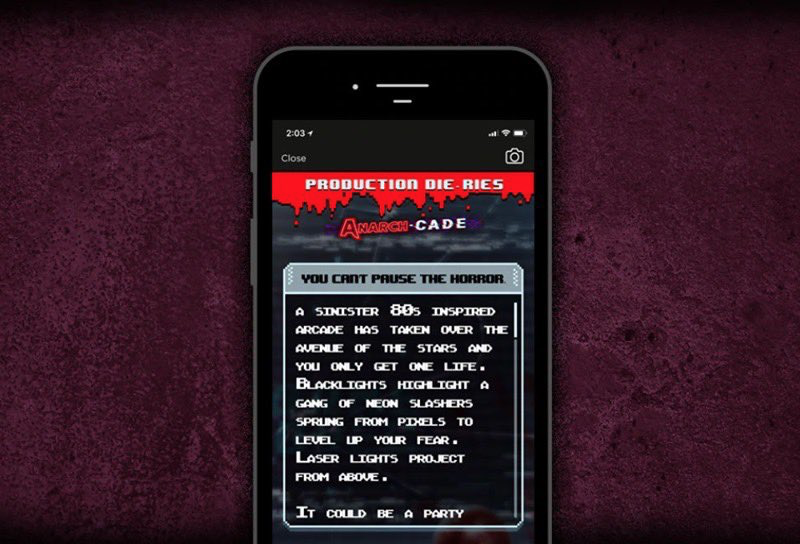 2:03
Close
PRODUCTION DIE-RIES
ANARCH-CADE
YOU CANT PAUSE THE HORROR
A SINISTER 80S INSPIRED
ARCADE HAS TAKEN OVER THE
AVENUE OF THE STARS AND
YOU ONLY GET ONE LIFE.
BLACKLIGHTS HIGHLIGHT A
GANG OF NEON SLASHERS
SPRUNG FROM PIXELS TO
LEVEL UP YOUR FEAR.
LASER LIGHTS PROJECT
FROM ABOVE.
IT COULD BE A PARTY